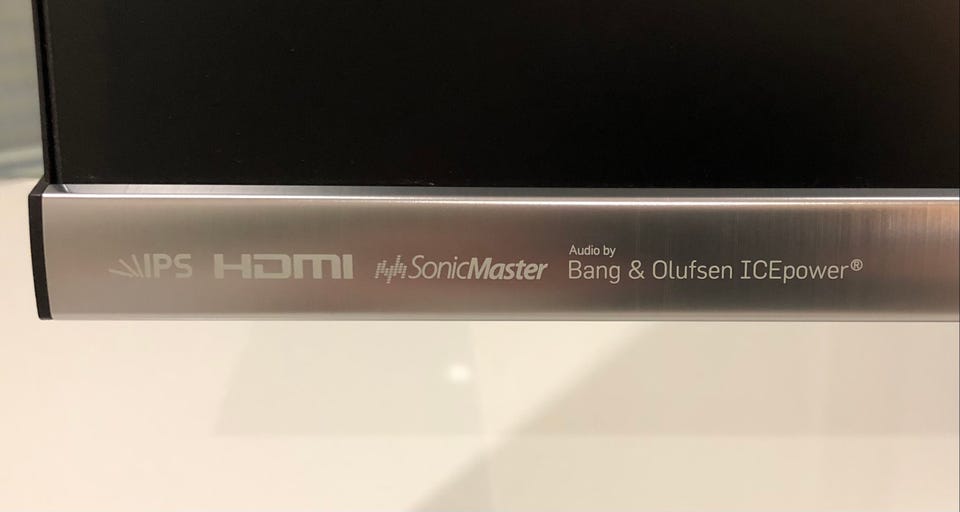 IPS HDMI SonicMaster Audio by
Bang & Olufsen ICEpower®